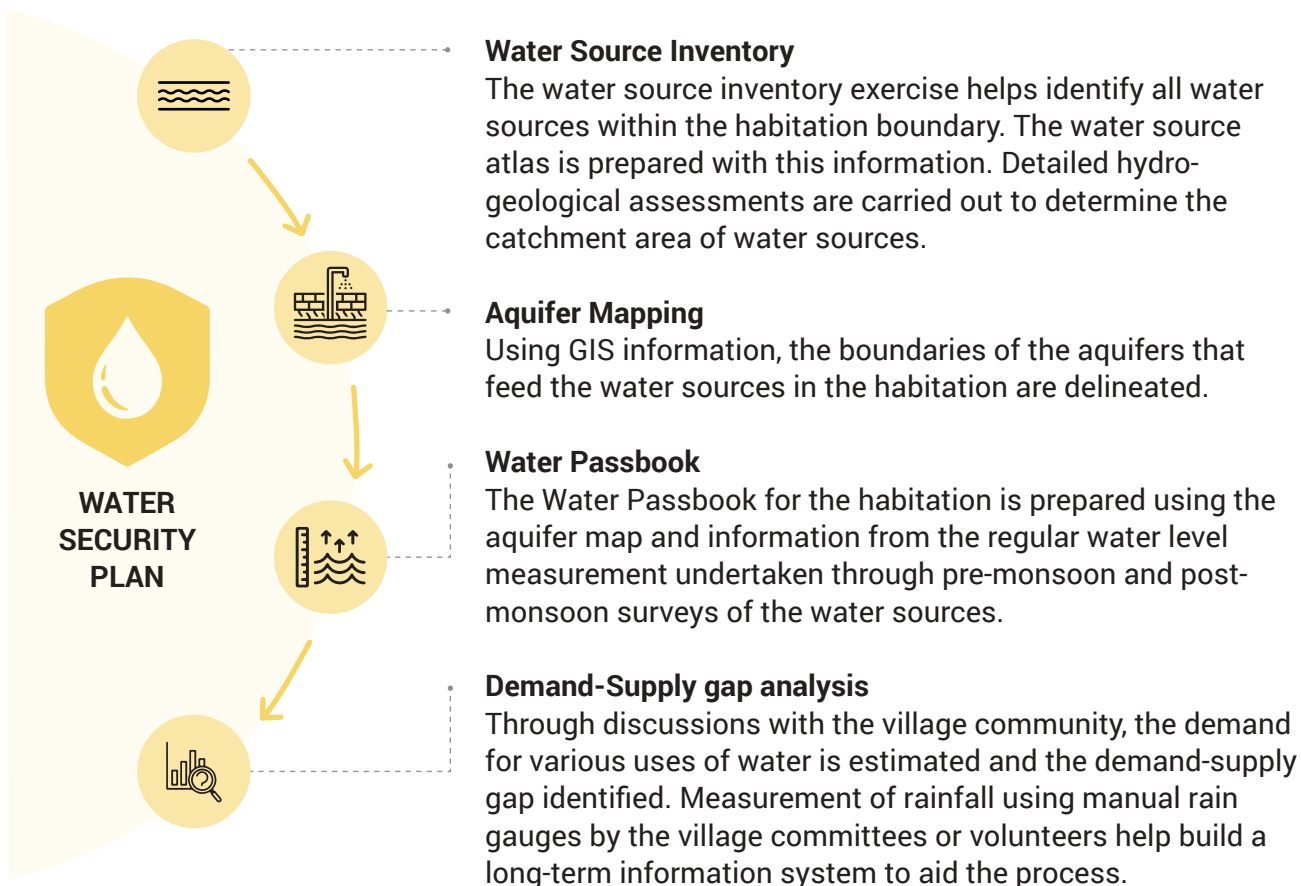 WATER
SECURITY
PLAN
Water Source Inventory
The water source inventory exercise helps identify all water
sources within the habitation boundary. The water source
atlas is prepared with this information. Detailed hydro-
geological assessments are carried out to determine the
catchment area of water sources.
Aquifer Mapping
Using GIS information, the boundaries of the aquifers that
feed the water sources in the habitation are delineated.
Water Passbook
The Water Passbook for the habitation is prepared using the
aquifer map and information from the regular water level
measurement undertaken through pre-monsoon and post-
monsoon surveys of the water sources.
Demand-Supply gap analysis
Through discussions with the village community, the demand
for various uses of water is estimated and the demand-supply
gap identified. Measurement of rainfall using manual rain
gauges by the village committees or volunteers help build a
long-term information system to aid the process.